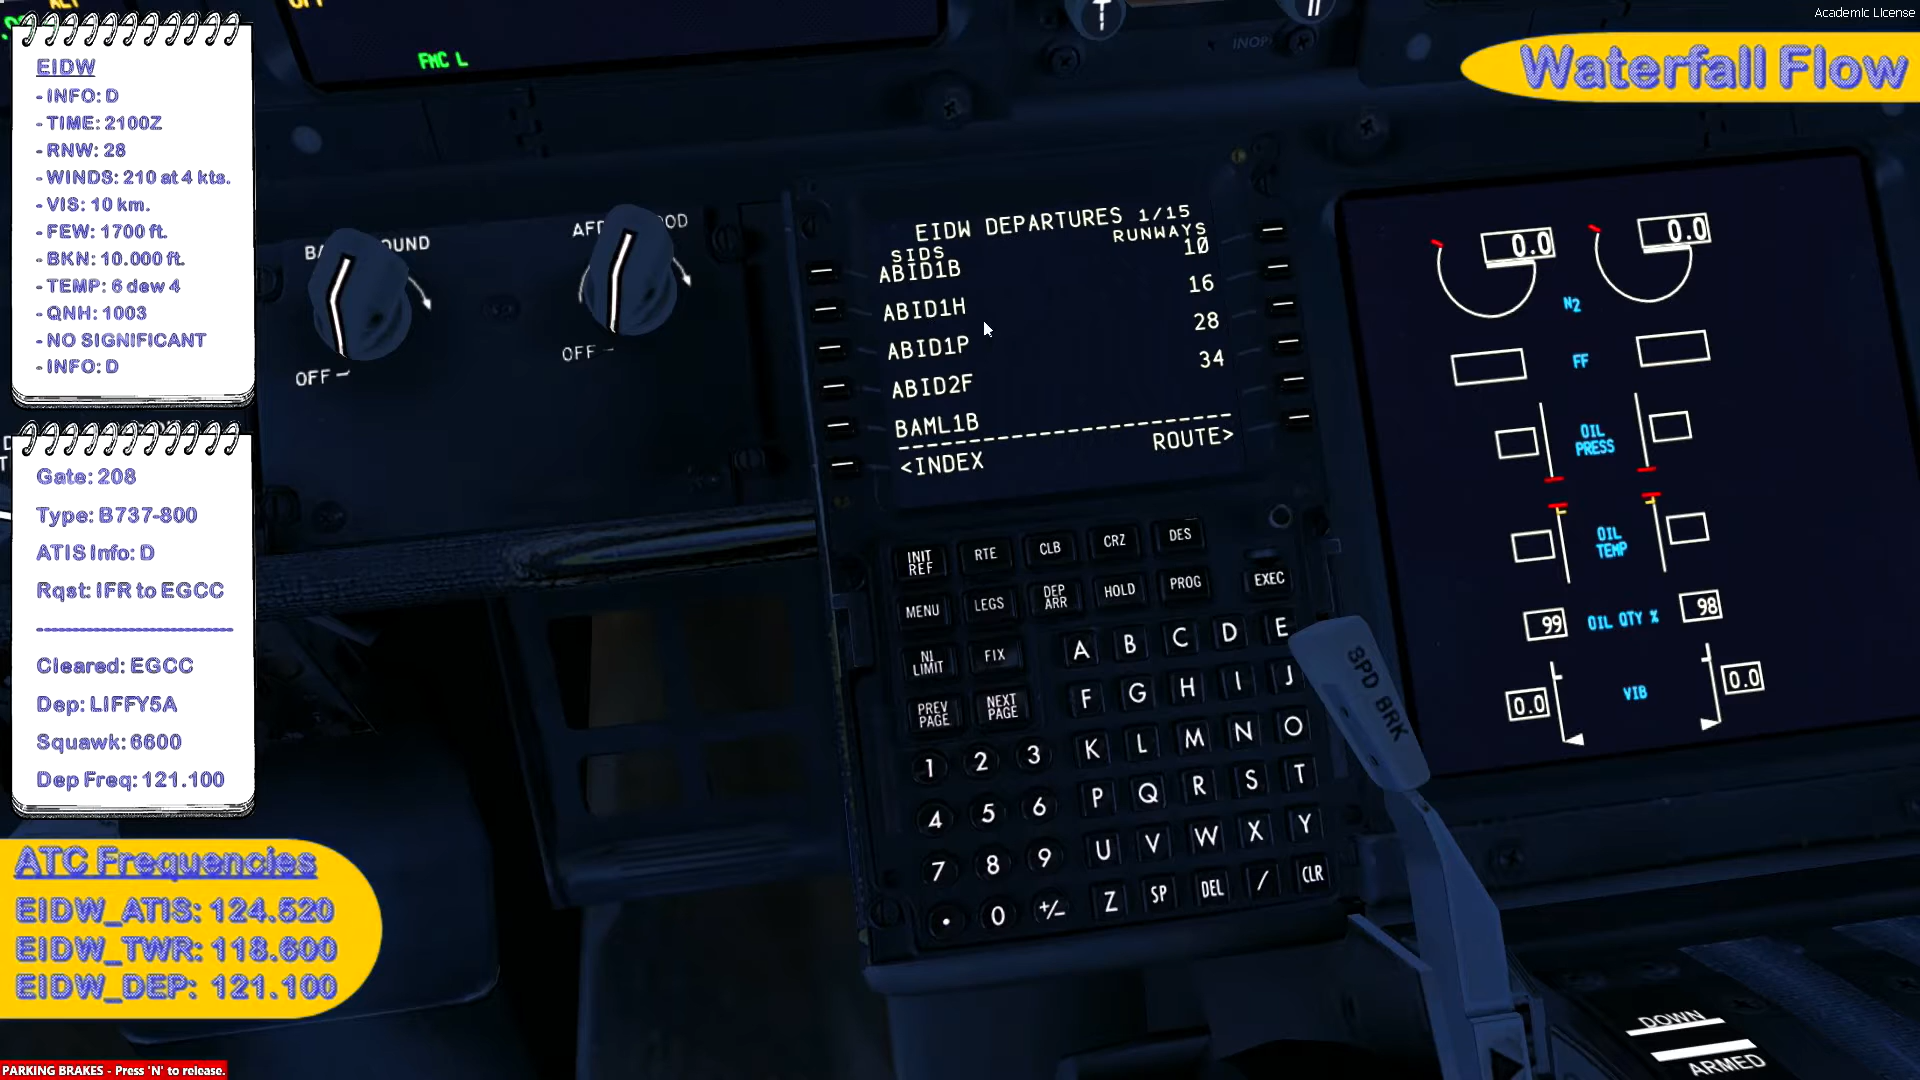 Academic License
Waterfall Flow
EIDW
- INFO: D
- TIME: 2100Z
- RNW: 28
- WINDS: 210 at 4 kts.
- VIS: 10 km.
- FEW: 1700 ft.
- BKN: 10.000 ft.
- TEMP: 6 dew 4
- QNH: 1003
- NO SIGNIFICANT
- INFO: D
Gate: 208
Type: B737-800
ATIS Info: D
Rqst: IFR to EGCC
Cleared: EGCC
Dep: LIFFY5A
Squawk: 6600
Dep Freq: 121.100
ATC Frequencies
EIDW_ATIS: 124.520
EIDW_TWR: 118.600
EIDW_DEP: 121.100
PARKING BRAKES - Press 'N' to release.
FMC L
INOP
OFF
OFF
EIDW DEPARTURES 1/15
SIDS RUNWAYS
ABID1B 10
ABID1H 16
ABID1P 28
ABID2F 34
BAML1B
<INDEX ROUTE>
INIT REF RTE CLB CRZ DES
MENU LEGS DEP ARR HOLD PROG EXEC
N1 LIMIT FIX
PREV PAGE NEXT PAGE
A B C D E
F G H I J
K L M N O
P Q R S T
U V W X Y
Z SP DEL / CLR
1 2 3
4 5 6
7 8 9
. 0 +/-
0.0 0.0
N2
FF
OIL PRESS
OIL TEMP
99 OIL QTY % 98
0.0 VIB 0.0
SPD BRK
DOWN
ARMED